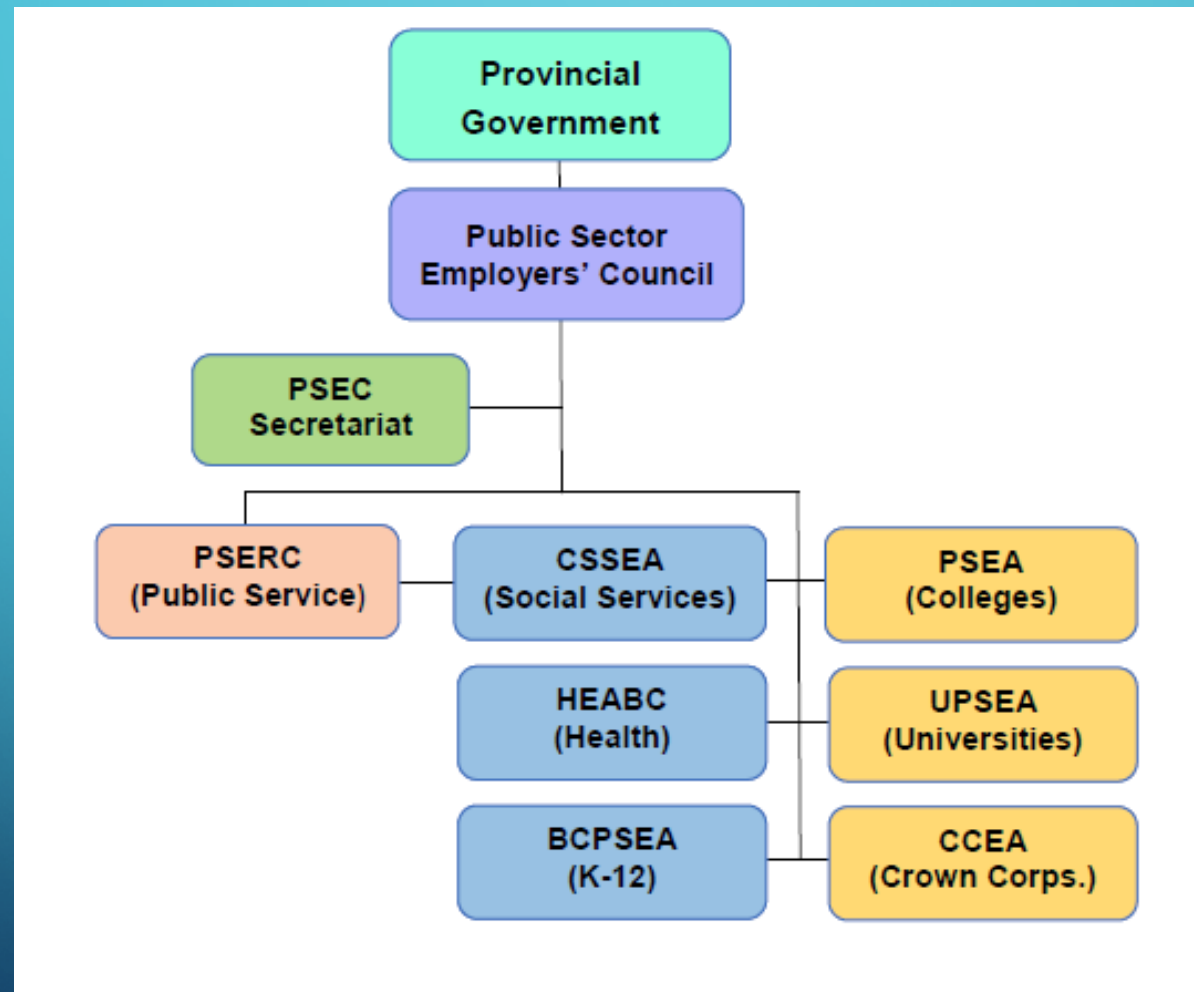 Provincial
Government
Public Sector
Employers’ Council
PSEC
Secretariat
PSERC
(Public Service)
CSSEA
(Social Services)
PSEA
(Colleges)
HEABC
(Health)
UPSEA
(Universities)
BCPSEA
(K-12)
CCEA
(Crown Corps.)